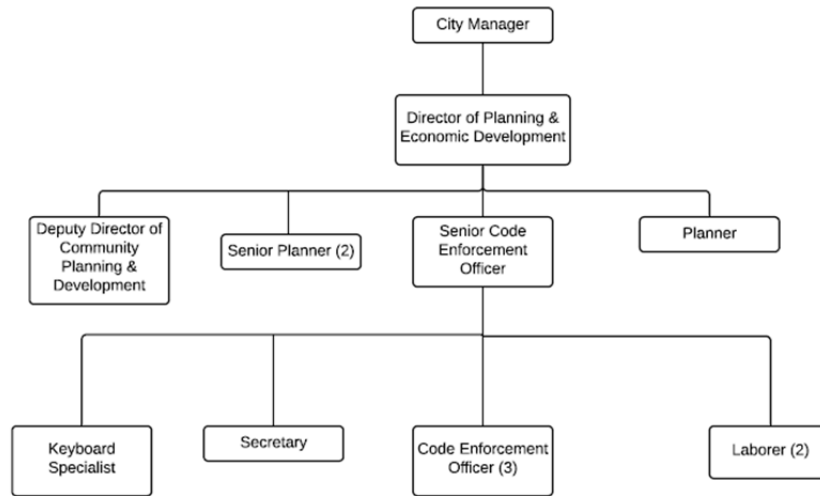 City Manager
Director of Planning &
Economic Development
Deputy Director of
Community
Planning &
Development
Senior Planner (2)
Senior Code
Enforcement
Officer
Planner
Keyboard
Specialist
Secretary
Code Enforcement
Officer (3)
Laborer (2)